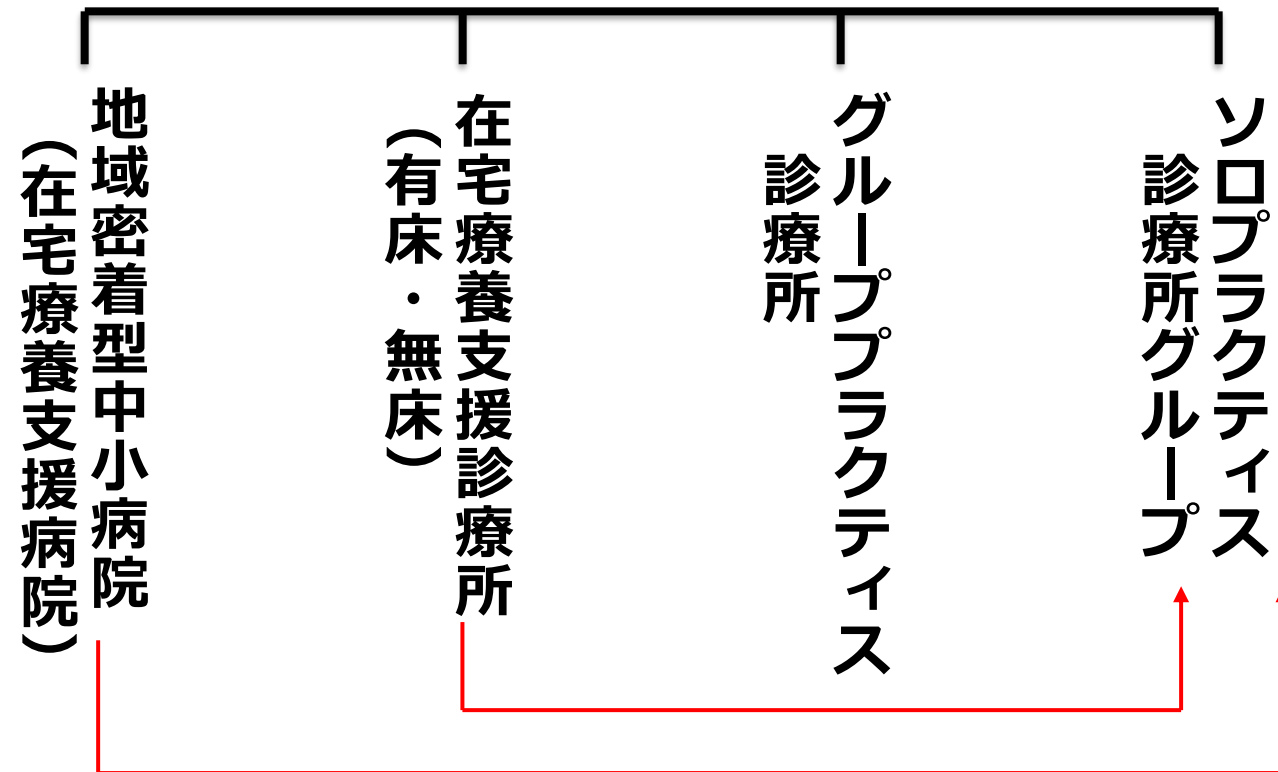 ソロプラクティス
診療所グループ
グループプラクティス
診療所
在宅療養支援診療所
（有床・無床）
地域密着型中小病院
（在宅療養支援病院）